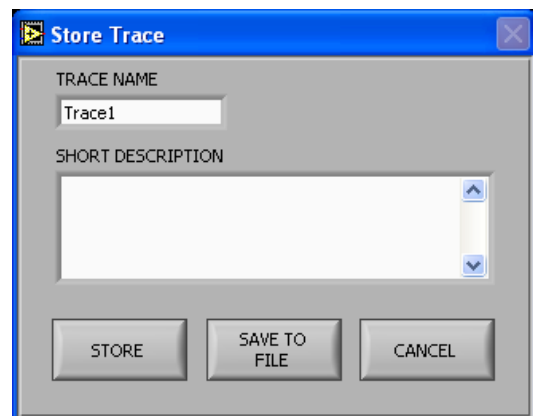 Store Trace
TRACE NAME
Trace1
SHORT DESCRIPTION
STORE
SAVE TO
FILE
CANCEL